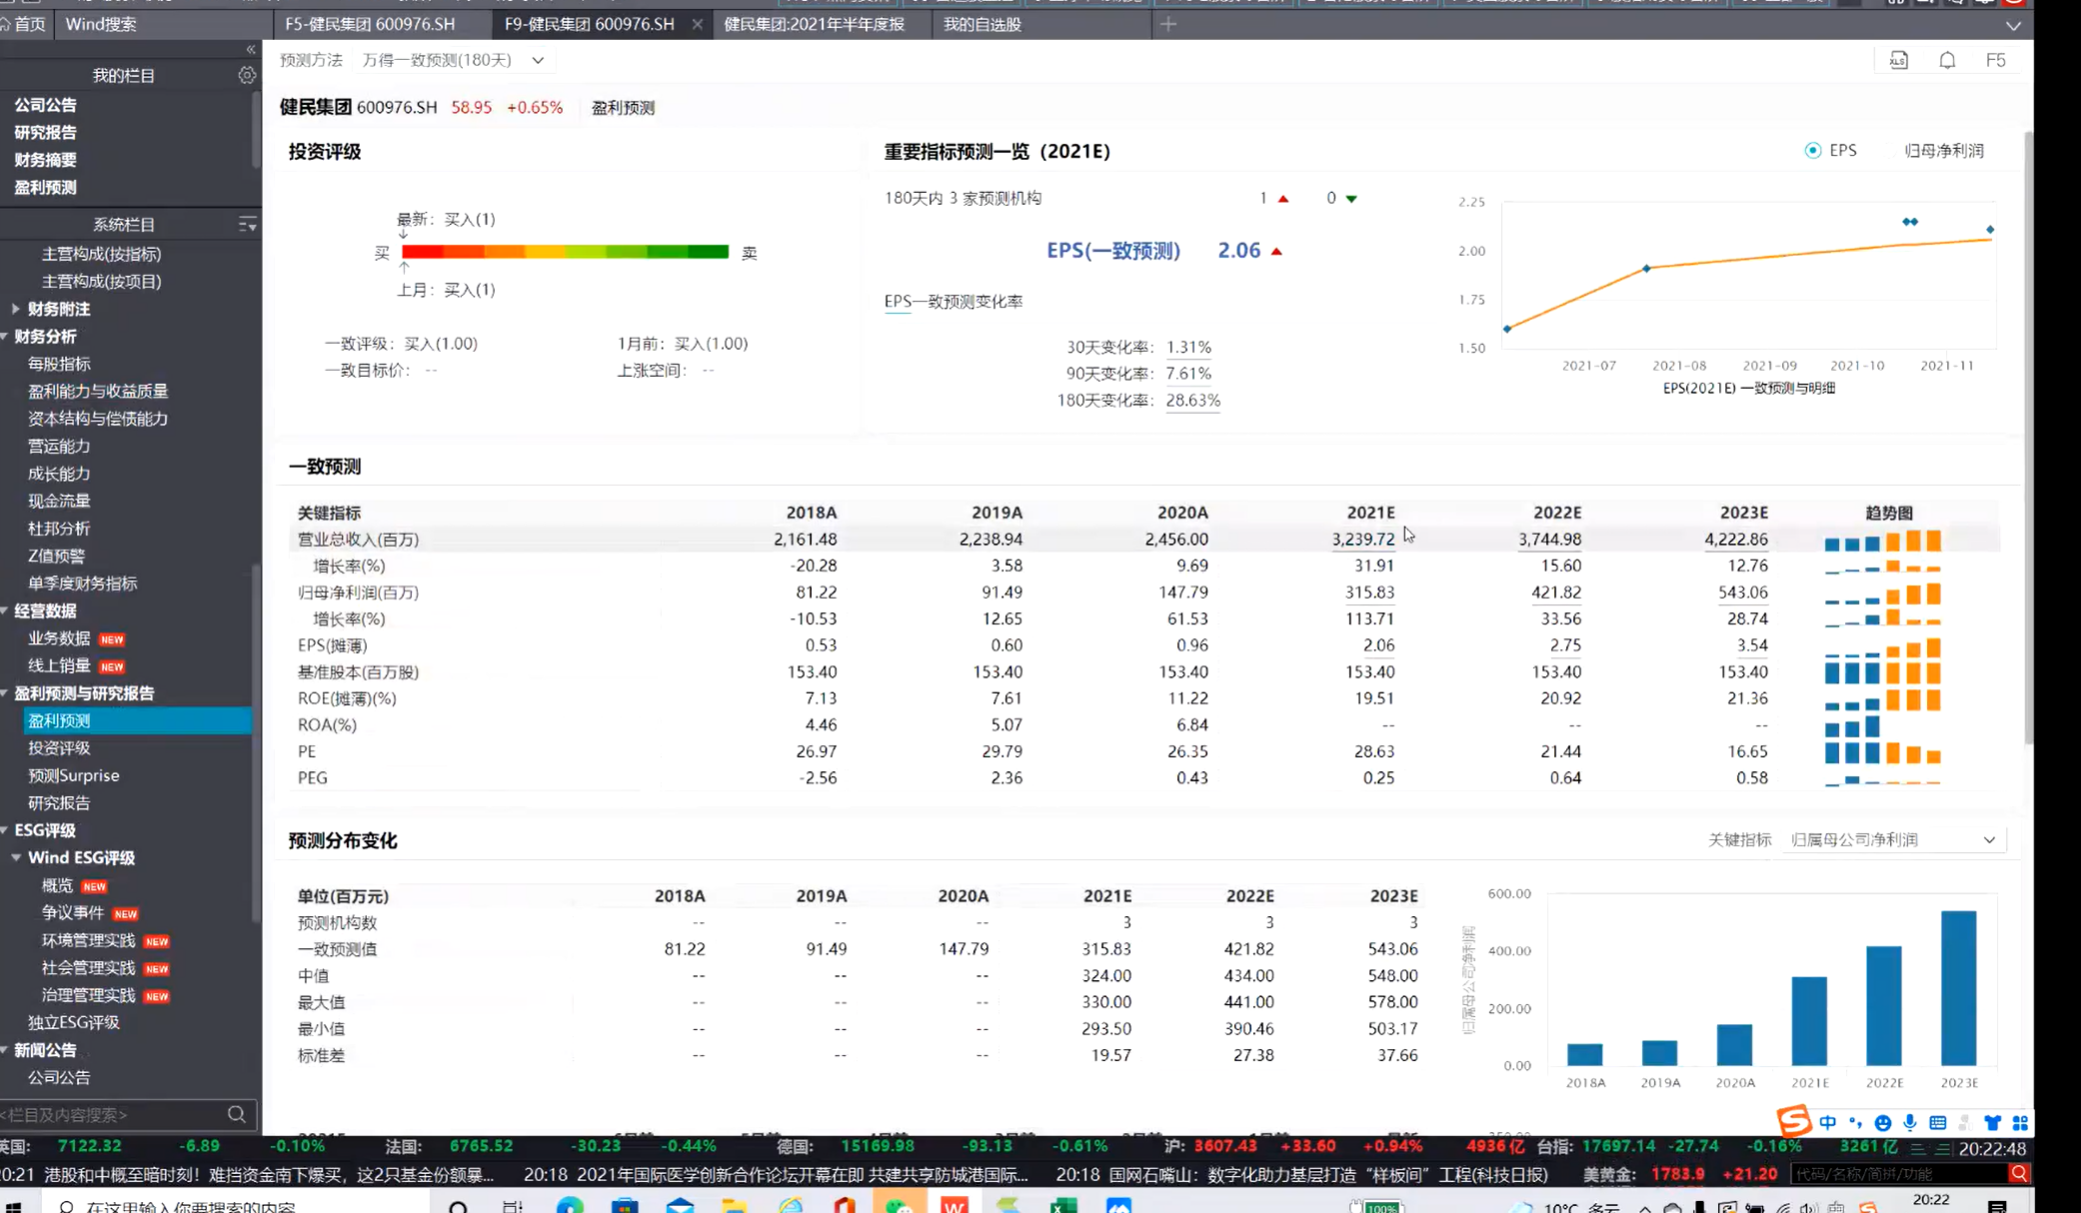 首页 Wind搜索 F5-健民集团 600976.SH F9-健民集团 600976.SH × 健民集团:2021年半年度报 我的自选股
预测方法 万得一致预测(180天) XLS F5
我的栏目
公司公告
研究报告
财务摘要
盈利预测
系统栏目
主营构成(按指标)
主营构成(按项目)
财务附注
财务分析
每股指标
盈利能力与收益质量
资本结构与偿债能力
营运能力
成长能力
现金流量
杜邦分析
Z值预警
单季度财务指标
经营数据
业务数据 NEW
线上销量 NEW
盈利预测与研究报告
盈利预测
投资评级
预测Surprise
研究报告
ESG评级
Wind ESG评级
概览 NEW
争议事件 NEW
环境管理实践 NEW
社会管理实践 NEW
治理管理实践 NEW
独立ESG评级
新闻公告
公司公告
<栏目及内容搜索>
健民集团 600976.SH 58.95 +0.65% 盈利预测
投资评级
最新：买入(1)
买 卖
上月：买入(1)
一致评级：买入(1.00) 1月前：买入(1.00)
一致目标价： -- 上涨空间： --
重要指标预测一览（2021E） EPS 归母净利润
180天内 3 家预测机构 1 0
EPS(一致预测) 2.06
EPS一致预测变化率
30天变化率：1.31%
90天变化率：7.61%
180天变化率：28.63%
2.25
2.00
1.75
1.50
2021-07 2021-08 2021-09 2021-10 2021-11
EPS(2021E) 一致预测与明细
一致预测
关键指标 2018A 2019A 2020A 2021E 2022E 2023E 趋势图
营业总收入(百万) 2,161.48 2,238.94 2,456.00 3,239.72 3,744.98 4,222.86
增长率(%) -20.28 3.58 9.69 31.91 15.60 12.76
归母净利润(百万) 81.22 91.49 147.79 315.83 421.82 543.06
增长率(%) -10.53 12.65 61.53 113.71 33.56 28.74
EPS(摊薄) 0.53 0.60 0.96 2.06 2.75 3.54
基准股本(百万股) 153.40 153.40 153.40 153.40 153.40 153.40
ROE(摊薄)(%) 7.13 7.61 11.22 19.51 20.92 21.36
ROA(%) 4.46 5.07 6.84 -- -- --
PE 26.97 29.79 26.35 28.63 21.44 16.65
PEG -2.56 2.36 0.43 0.25 0.64 0.58
预测分布变化 关键指标 归属母公司净利润
单位(百万元) 2018A 2019A 2020A 2021E 2022E 2023E
预测机构数 -- -- -- 3 3 3
一致预测值 81.22 91.49 147.79 315.83 421.82 543.06
中值 -- -- -- 324.00 434.00 548.00
最大值 -- -- -- 330.00 441.00 578.00
最小值 -- -- -- 293.50 390.46 503.17
标准差 -- -- -- 19.57 27.38 37.66
归属母公司净利润
600.00
400.00
200.00
0.00
2018A 2019A 2020A 2021E 2022E 2023E
中
英国: 7122.32 -6.89 -0.10% 法国: 6765.52 -30.23 -0.44% 德国: 15169.98 -93.13 -0.61% 沪: 3607.43 +33.60 +0.94% 4936亿 台指: 17697.14 -27.74 -0.16% 3261亿 20:22:48
20:21 港股和中概至暗时刻！难挡资金南下爆买，这2只基金份额暴... 20:18 2021年国际医学创新合作论坛开幕在即 共建共享防城港国际... 20:18 国网石嘴山：数字化助力基层打造“样板间”工程(科技日报) 美黄金: 1783.9 +21.20 代码/名称/简拼/功能
在这里输入你要搜索的内容 100% 10°C 多云 20:22